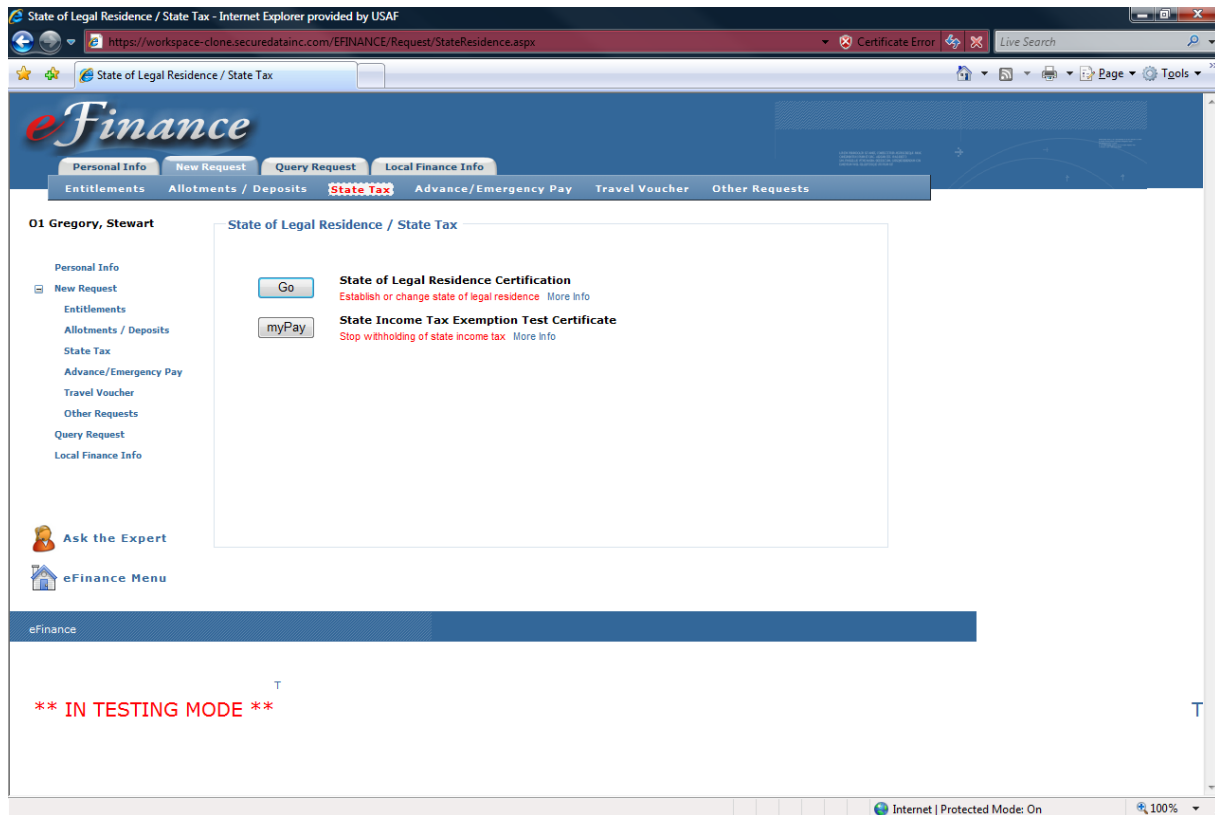 State of Legal Residence / State Tax - Internet Explorer provided by USAF
https://workspace-clone.securedatainc.com/EFINANCE/Request/StateResidence.aspx Certificate Error Live Search
State of Legal Residence / State Tax Page Tools
eFinance
Personal Info New Request Query Request Local Finance Info
Entitlements Allotments / Deposits State Tax Advance/Emergency Pay Travel Voucher Other Requests
01 Gregory, Stewart
State of Legal Residence / State Tax
Personal Info
New Request
Entitlements
Allotments / Deposits
State Tax
Advance/Emergency Pay
Travel Voucher
Other Requests
Query Request
Local Finance Info
Go
State of Legal Residence Certification
Establish or change state of legal residence More Info
myPay
State Income Tax Exemption Test Certificate
Stop withholding of state income tax More Info
Ask the Expert
eFinance Menu
eFinance
T
** IN TESTING MODE ** T
Internet | Protected Mode: On 100%